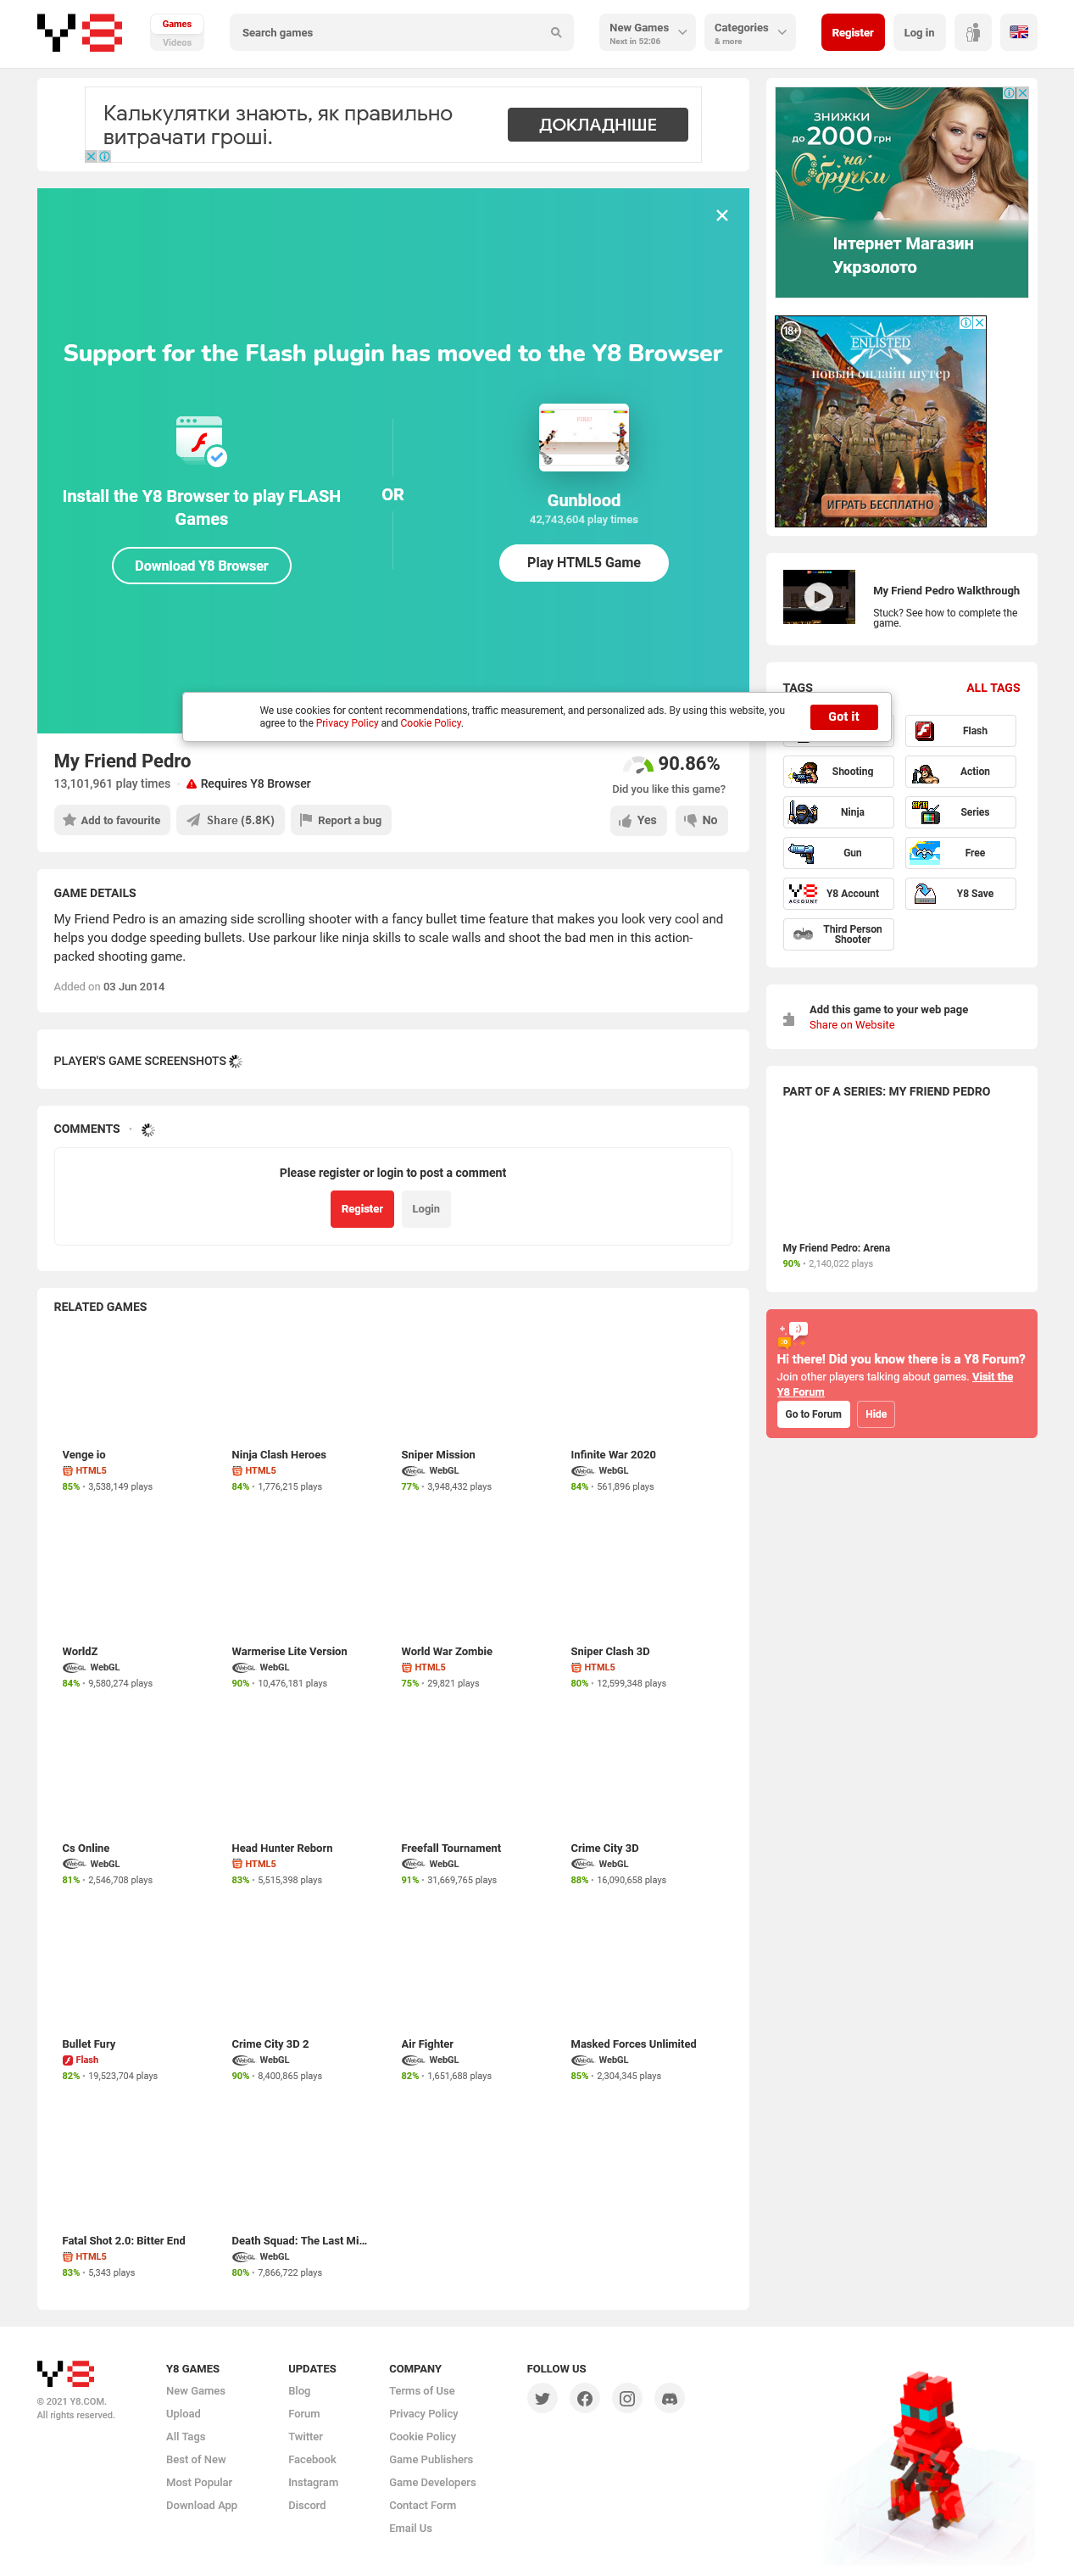 Y8
Games
Videos
Search games
New Games
Next in 52:06
Categories
& more
Register
Log in
Калькулятки знають, як правильно
витрачати гроші.
ДОКЛАДНІШЕ
ЗНИЖКИ
до 2000 грн
на
Обручки
Інтернет Магазин
Укрзолото
Support for the Flash plugin has moved to the Y8 Browser
Install the Y8 Browser to play FLASH
Games
Download Y8 Browser
OR
Gunblood
42,743,604 play times
Play HTML5 Game
18+
ENLISTED
новый онлайн шутер
ИГРАТЬ БЕСПЛАТНО
My Friend Pedro Walkthrough
Stuck? See how to complete the
game.
We use cookies for content recommendations, traffic measurement, and personalized ads. By using this website, you
agree to the Privacy Policy and Cookie Policy.
Got it
My Friend Pedro
13,101,961 play times · Requires Y8 Browser
Add to favourite
Share (5.8K)
Report a bug
90.86%
Did you like this game?
Yes
No
TAGS
ALL TAGS
Flash
Shooting
Action
Ninja
Series
Gun
Free
Y8 ACCOUNT
Y8 Account
Y8 Save
Third Person
Shooter
GAME DETAILS
My Friend Pedro is an amazing side scrolling shooter with a fancy bullet time feature that makes you look very cool and
helps you dodge speeding bullets. Use parkour like ninja skills to scale walls and shoot the bad men in this action-
packed shooting game.
Added on 03 Jun 2014
Add this game to your web page
Share on Website
PLAYER'S GAME SCREENSHOTS
COMMENTS ·
Please register or login to post a comment
Register
Login
PART OF A SERIES: MY FRIEND PEDRO
My Friend Pedro: Arena
90% · 2,140,022 plays
Hi there! Did you know there is a Y8 Forum?
Join other players talking about games. Visit the
Y8 Forum
Go to Forum
Hide
RELATED GAMES
Venge io
HTML5
85% · 3,538,149 plays
Ninja Clash Heroes
HTML5
84% · 1,776,215 plays
Sniper Mission
WebGL WebGL
77% · 3,948,432 plays
Infinite War 2020
WebGL WebGL
84% · 561,896 plays
WorldZ
WebGL WebGL
84% · 9,580,274 plays
Warmerise Lite Version
WebGL WebGL
90% · 10,476,181 plays
World War Zombie
HTML5
75% · 29,821 plays
Sniper Clash 3D
HTML5
80% · 12,599,348 plays
Cs Online
WebGL WebGL
81% · 2,546,708 plays
Head Hunter Reborn
HTML5
83% · 5,515,398 plays
Freefall Tournament
WebGL WebGL
91% · 31,669,765 plays
Crime City 3D
WebGL WebGL
88% · 16,090,658 plays
Bullet Fury
Flash
82% · 19,523,704 plays
Crime City 3D 2
WebGL WebGL
90% · 8,400,865 plays
Air Fighter
WebGL WebGL
82% · 1,651,688 plays
Masked Forces Unlimited
WebGL WebGL
85% · 2,304,345 plays
Fatal Shot 2.0: Bitter End
HTML5
83% · 5,343 plays
Death Squad: The Last Mi...
WebGL WebGL
80% · 7,866,722 plays
Y8
© 2021 Y8.COM.
All rights reserved.
Y8 GAMES
New Games
Upload
All Tags
Best of New
Most Popular
Download App
UPDATES
Blog
Forum
Twitter
Facebook
Instagram
Discord
COMPANY
Terms of Use
Privacy Policy
Cookie Policy
Game Publishers
Game Developers
Contact Form
Email Us
FOLLOW US